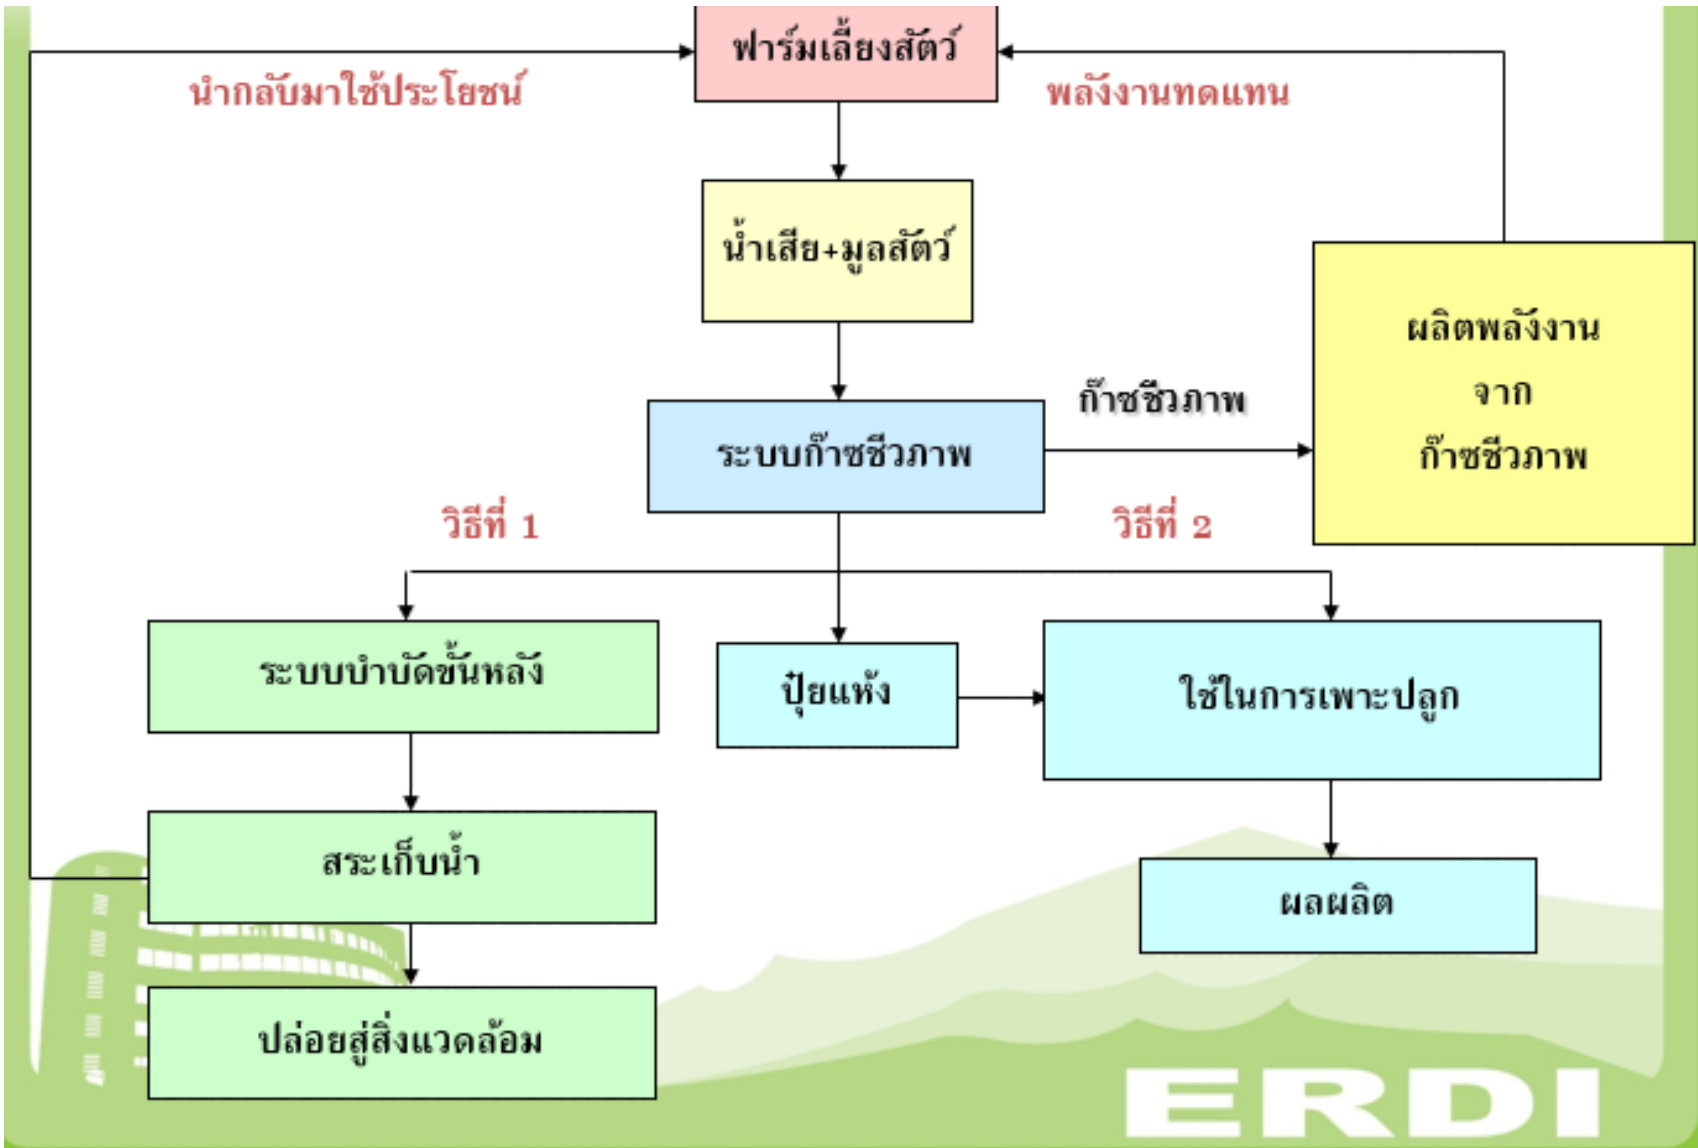 ฟาร์มเลี้ยงสัตว์
นำกลับมาใช้ประโยชน์
พลังงานทดแทน
น้ำเสีย+มูลสัตว์
ผลิตพลังงาน
จาก
ก๊าซชีวภาพ
ก๊าซชีวภาพ
ระบบก๊าซชีวภาพ
วิธีที่ 1
วิธีที่ 2
ระบบบำบัดขั้นหลัง
ปุ๋ยแห้ง
ใช้ในการเพาะปลูก
สระเก็บน้ำ
ผลผลิต
ปล่อยสู่สิ่งแวดล้อม
ERDI